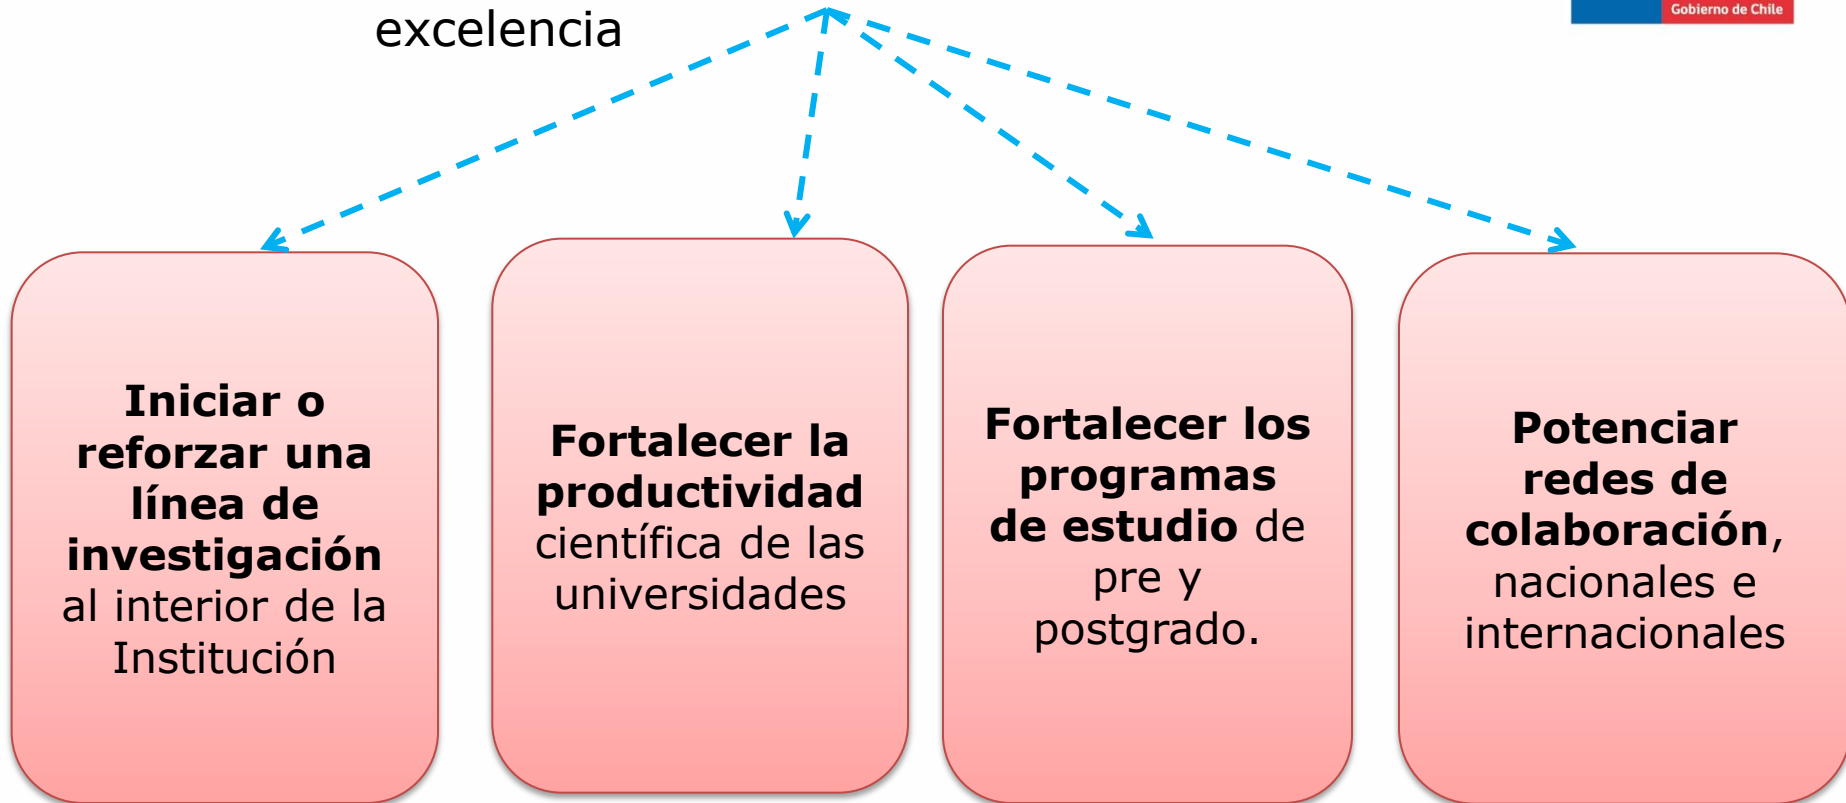 excelencia
Gobierno de Chile
Iniciar o
reforzar una
línea de
investigación
al interior de la
Institución
Fortalecer la
productividad
científica de las
universidades
Fortalecer los
programas
de estudio de
pre y
postgrado.
Potenciar
redes de
colaboración,
nacionales e
internacionales